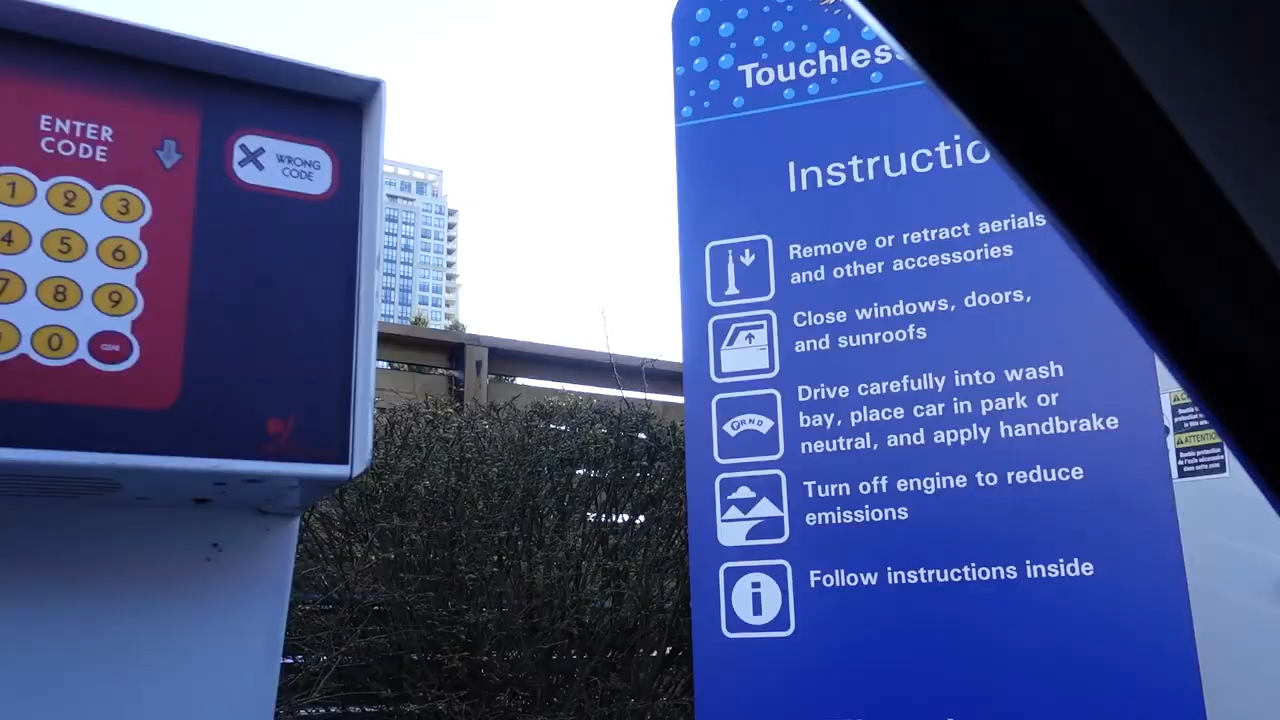 ENTER
CODE
WRONG
CODE
1 2 3
4 5 6
7 8 9
0 CLEAR
Touchless
Instructio
Remove or retract aerials
and other accessories
Close windows, doors,
and sunroofs
Drive carefully into wash
bay, place car in park or
neutral, and apply handbrake
PRND
Turn off engine to reduce
emissions
i
Follow instructions inside
ATTENTION